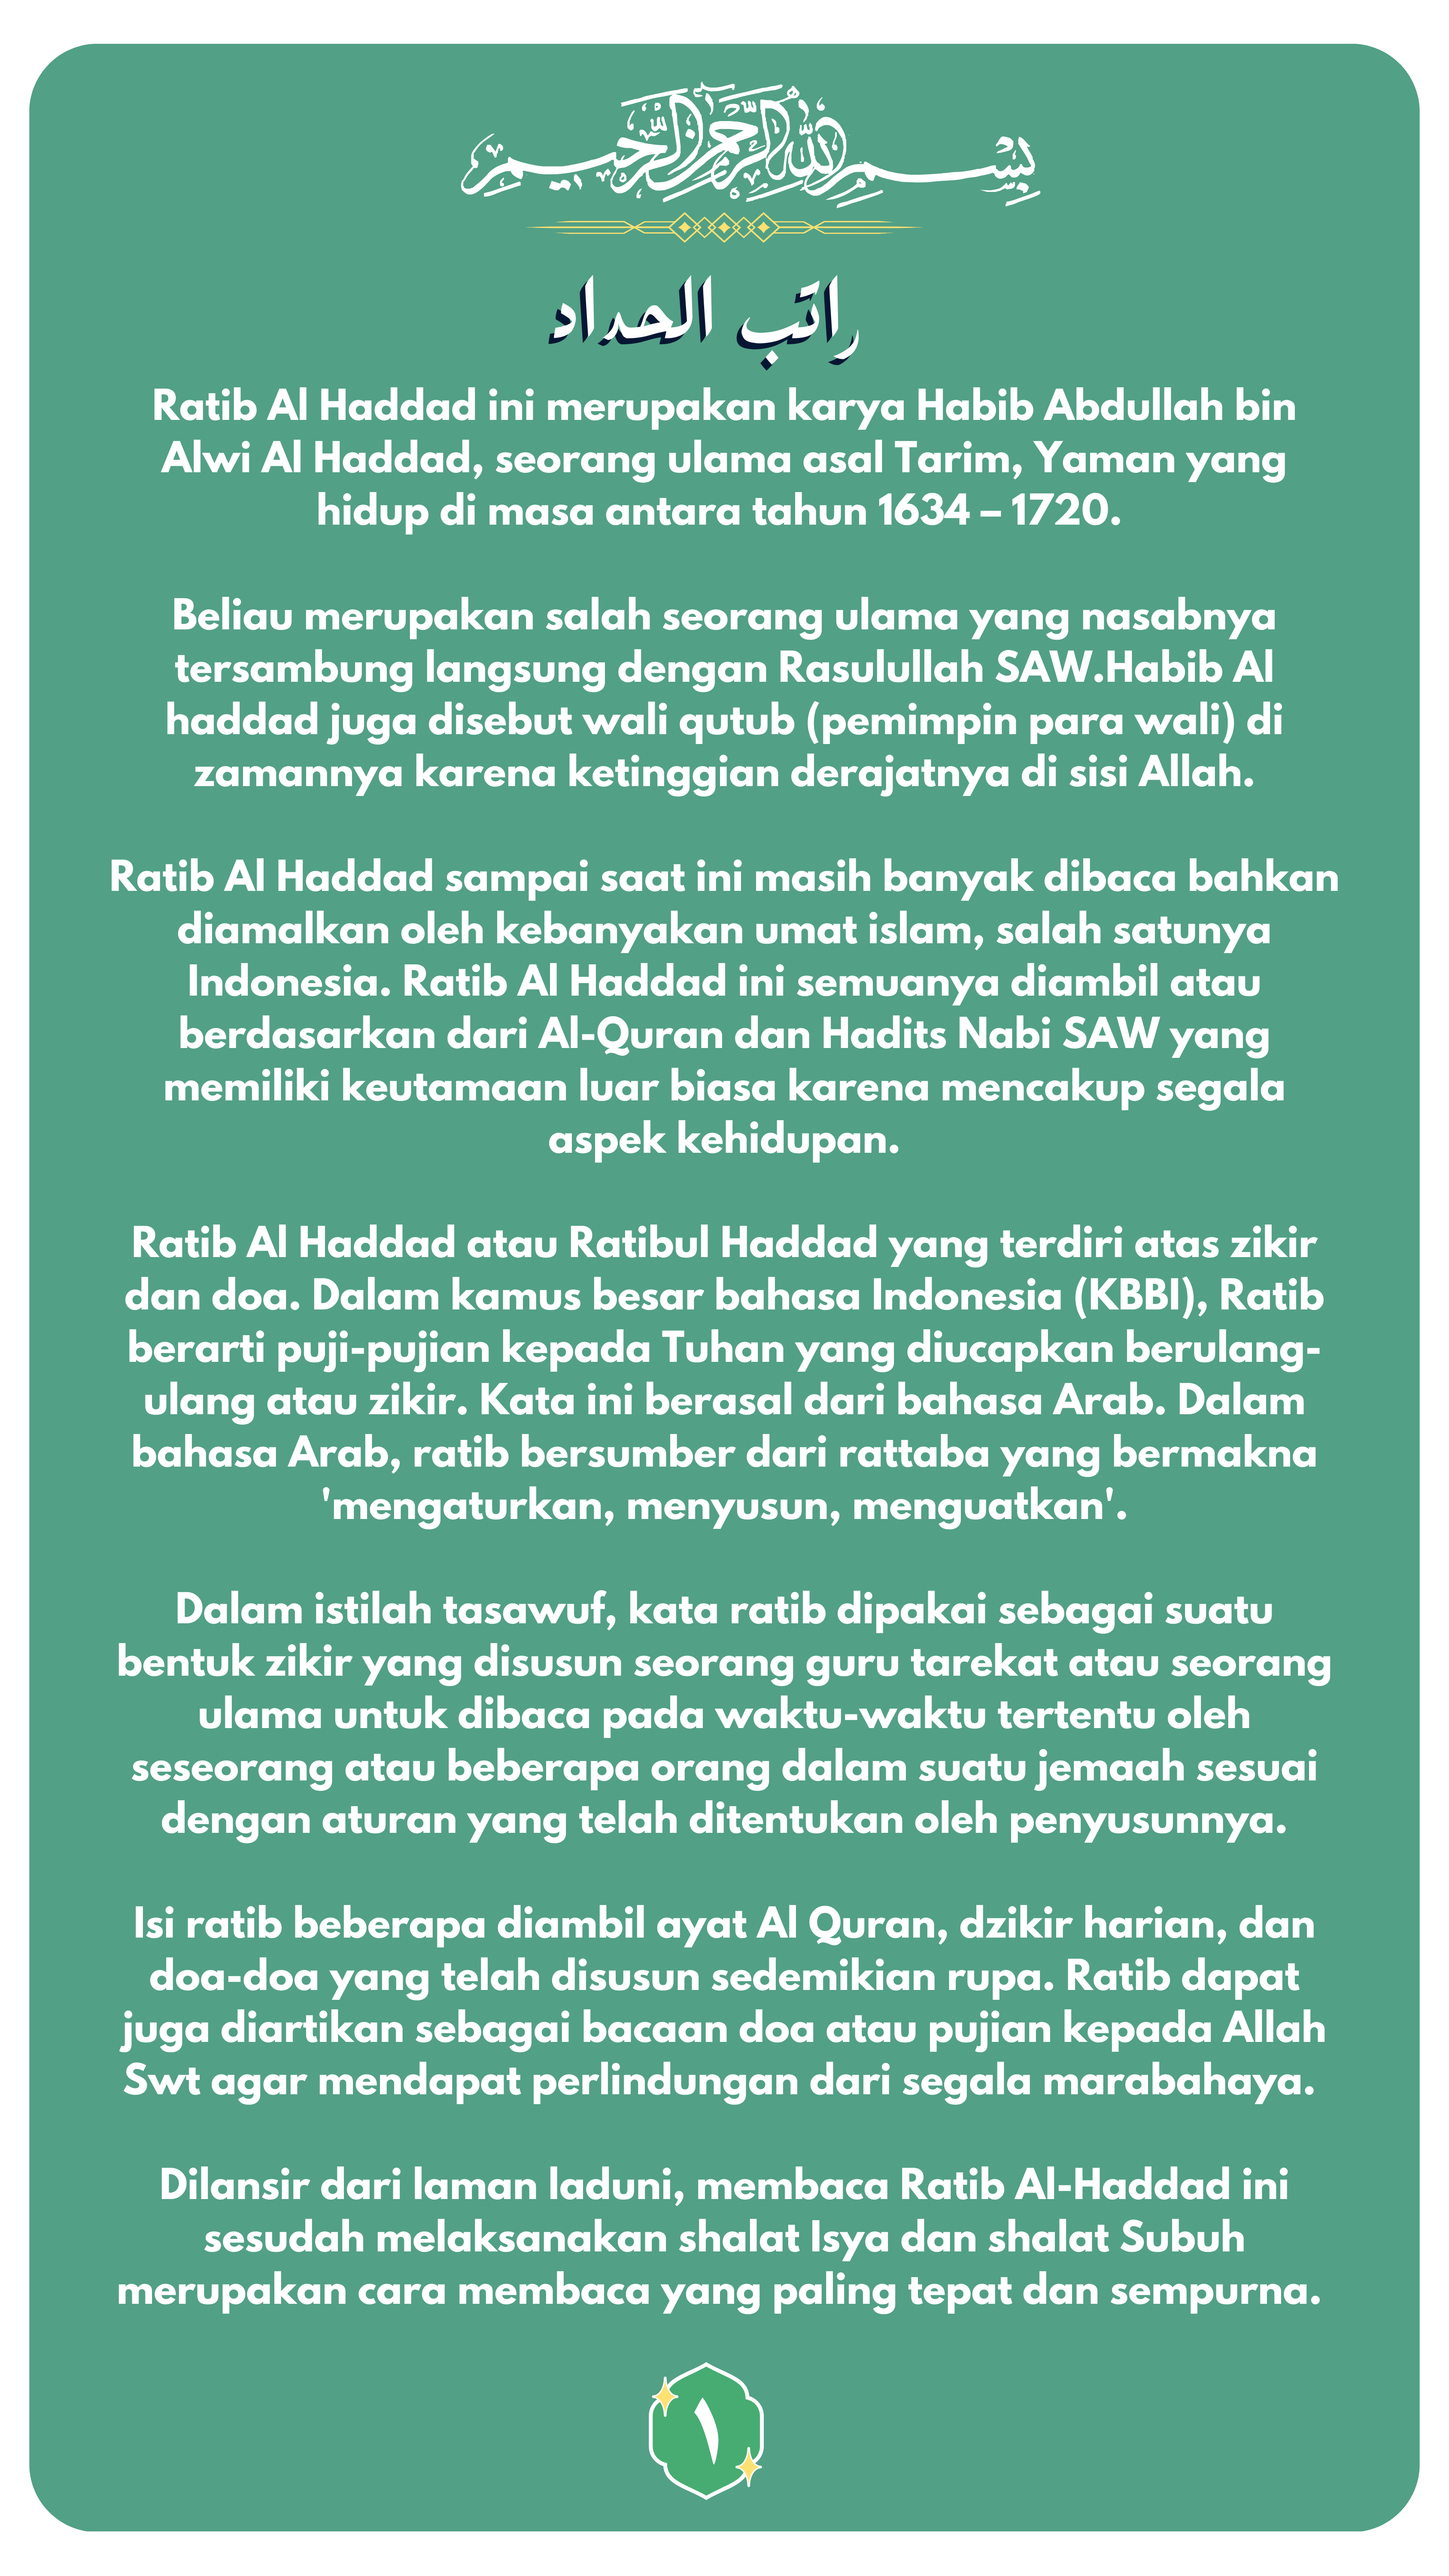 بسم الله الرحمن الرحيم
راتب الحداد
Ratib Al Haddad ini merupakan karya Habib Abdullah bin
Alwi Al Haddad, seorang ulama asal Tarim, Yaman yang
hidup di masa antara tahun 1634 – 1720.
Beliau merupakan salah seorang ulama yang nasabnya
tersambung langsung dengan Rasulullah SAW.Habib Al
haddad juga disebut wali qutub (pemimpin para wali) di
zamannya karena ketinggian derajatnya di sisi Allah.
Ratib Al Haddad sampai saat ini masih banyak dibaca bahkan
diamalkan oleh kebanyakan umat islam, salah satunya
Indonesia. Ratib Al Haddad ini semuanya diambil atau
berdasarkan dari Al-Quran dan Hadits Nabi SAW yang
memiliki keutamaan luar biasa karena mencakup segala
aspek kehidupan.
Ratib Al Haddad atau Ratibul Haddad yang terdiri atas zikir
dan doa. Dalam kamus besar bahasa Indonesia (KBBI), Ratib
berarti puji-pujian kepada Tuhan yang diucapkan berulang-
ulang atau zikir. Kata ini berasal dari bahasa Arab. Dalam
bahasa Arab, ratib bersumber dari rattaba yang bermakna
'mengaturkan, menyusun, menguatkan'.
Dalam istilah tasawuf, kata ratib dipakai sebagai suatu
bentuk zikir yang disusun seorang guru tarekat atau seorang
ulama untuk dibaca pada waktu-waktu tertentu oleh
seseorang atau beberapa orang dalam suatu jemaah sesuai
dengan aturan yang telah ditentukan oleh penyusunnya.
Isi ratib beberapa diambil ayat Al Quran, dzikir harian, dan
doa-doa yang telah disusun sedemikian rupa. Ratib dapat
juga diartikan sebagai bacaan doa atau pujian kepada Allah
Swt agar mendapat perlindungan dari segala marabahaya.
Dilansir dari laman laduni, membaca Ratib Al-Haddad ini
sesudah melaksanakan shalat Isya dan shalat Subuh
merupakan cara membaca yang paling tepat dan sempurna.
١